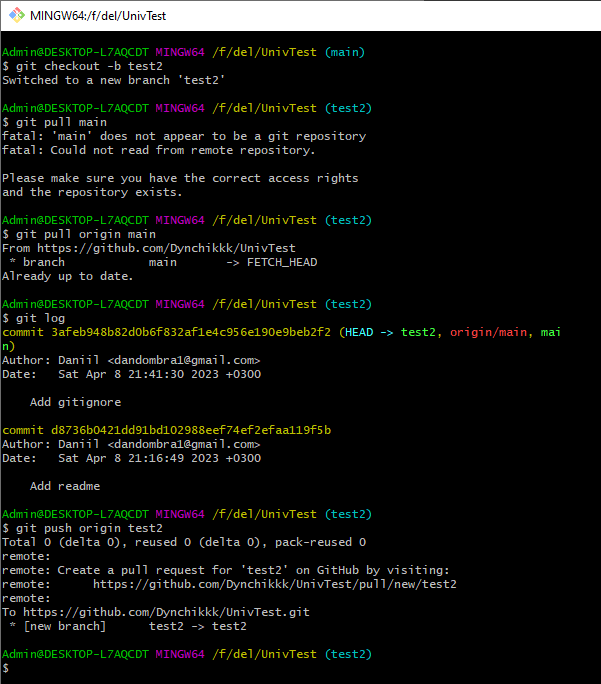 MINGW64:/f/del/UnivTest
Admin@DESKTOP-L7AQCDT MINGW64 /f/del/UnivTest (main)
$ git checkout -b test2
Switched to a new branch 'test2'
Admin@DESKTOP-L7AQCDT MINGW64 /f/del/UnivTest (test2)
$ git pull main
fatal: 'main' does not appear to be a git repository
fatal: Could not read from remote repository.
Please make sure you have the correct access rights
and the repository exists.
Admin@DESKTOP-L7AQCDT MINGW64 /f/del/UnivTest (test2)
$ git pull origin main
From https://github.com/Dynchikkk/UnivTest
 * branch            main       -> FETCH_HEAD
Already up to date.
Admin@DESKTOP-L7AQCDT MINGW64 /f/del/UnivTest (test2)
$ git log
commit 3afeb948b82d0b6f832af1e4c956e190e9beb2f2 (HEAD -> test2, origin/main, mai
n)
Author: Daniil <dandombra1@gmail.com>
Date:   Sat Apr 8 21:41:30 2023 +0300
    Add gitignore
commit d8736b0421dd91bd102988eef74ef2efaa119f5b
Author: Daniil <dandombra1@gmail.com>
Date:   Sat Apr 8 21:16:49 2023 +0300
    Add readme
Admin@DESKTOP-L7AQCDT MINGW64 /f/del/UnivTest (test2)
$ git push origin test2
Total 0 (delta 0), reused 0 (delta 0), pack-reused 0
remote:
remote: Create a pull request for 'test2' on GitHub by visiting:
remote:      https://github.com/Dynchikkk/UnivTest/pull/new/test2
remote:
To https://github.com/Dynchikkk/UnivTest.git
 * [new branch]      test2 -> test2
Admin@DESKTOP-L7AQCDT MINGW64 /f/del/UnivTest (test2)
$